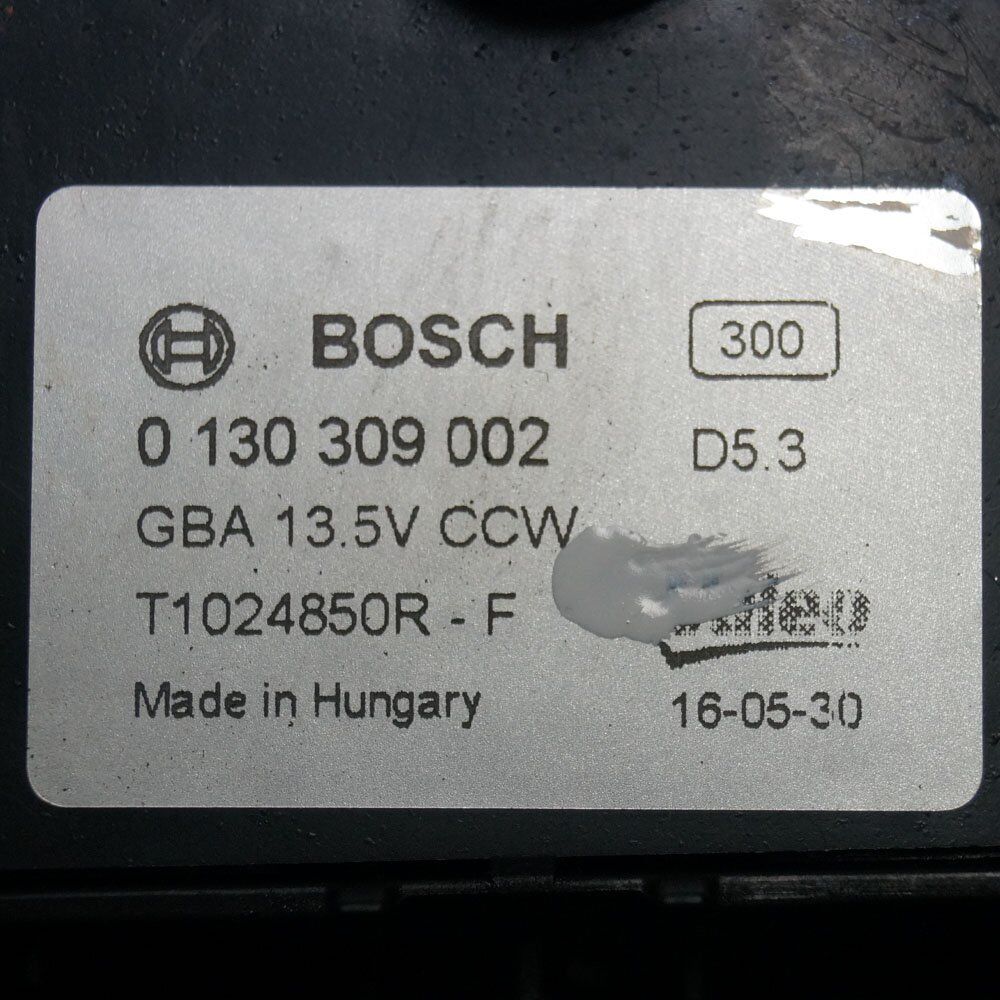 BOSCH 300
0 130 309 002 D5.3
GBA 13.5V CCW
T1024850R - F
Made in Hungary 16-05-30